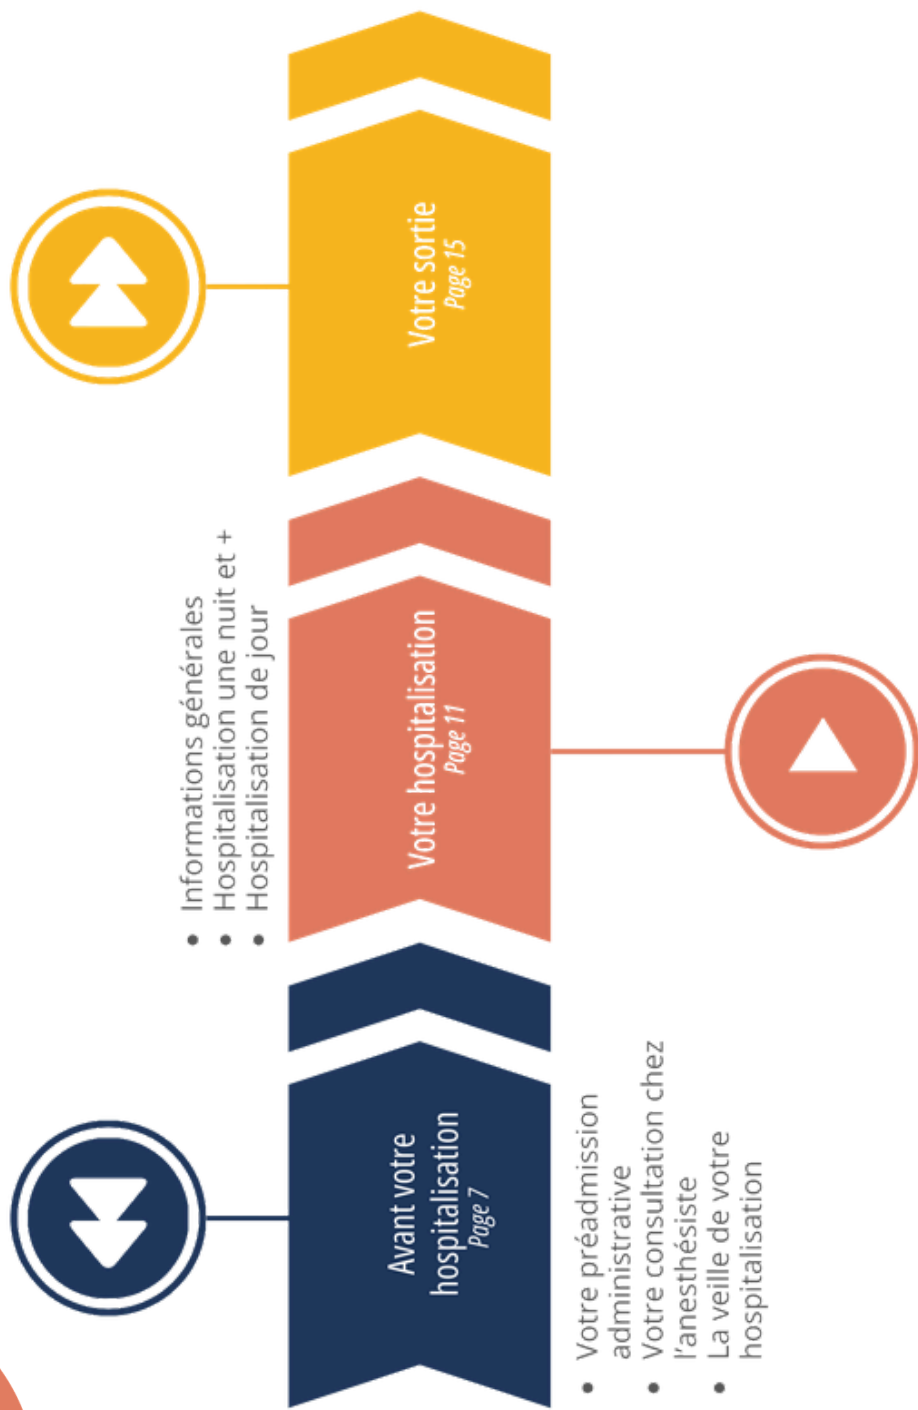 Avant votre
hospitalisation
Page 7
• Votre préadmission
administrative
• Votre consultation chez
l'anesthésiste
• La veille de votre
hospitalisation
• Informations générales
• Hospitalisation une nuit et +
• Hospitalisation de jour
Votre hospitalisation
Page 11
Votre sortie
Page 15